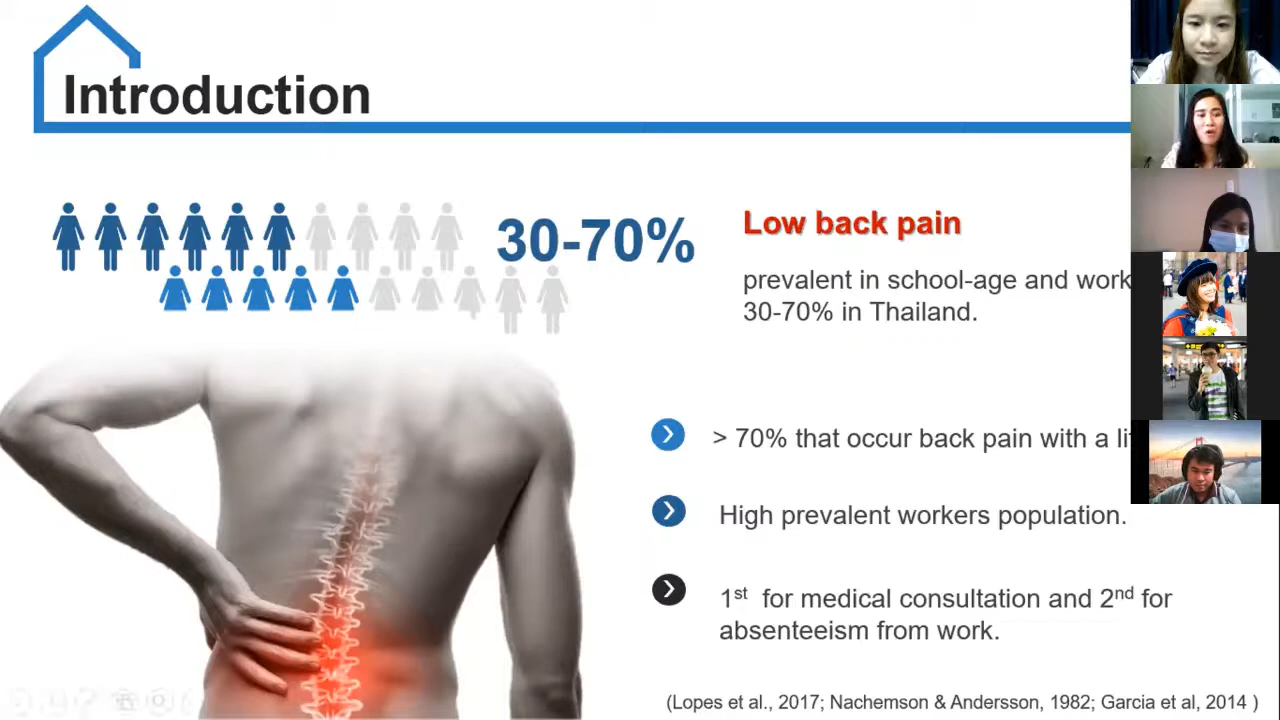 Introduction
30-70%
Low back pain
prevalent in school-age and work
30-70% in Thailand.
> 70% that occur back pain with a
High prevalent workers population.
1st for medical consultation and 2nd for
absenteeism from work.
(Lopes et al., 2017; Nachemson & Andersson, 1982; Garcia et al, 2014 )